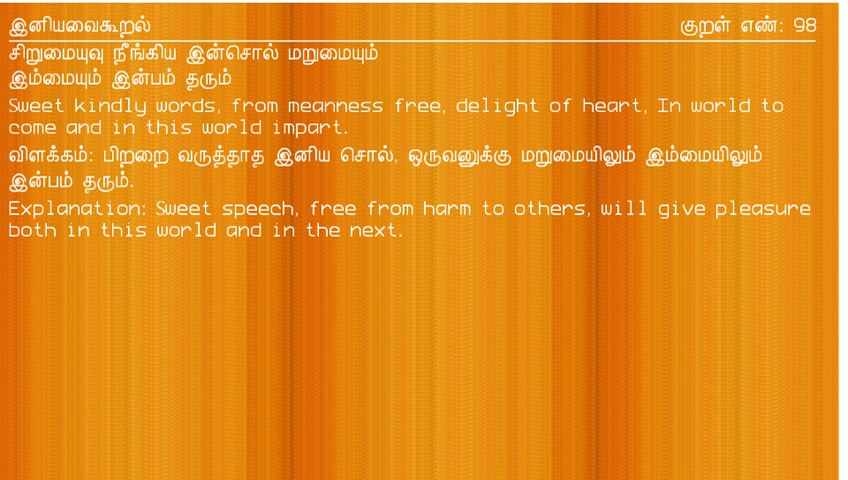 இனியவைகூறல் குறள் எண்: 98
சிறுமையுவு நீங்கிய இன்சொல் மறுமையும்
இம்மையும் இன்பம் தரும்
Sweet kindly words, from meanness free, delight of heart, In world to
come and in this world impart.
விளக்கம்: பிறறை வருத்தாத இனிய சொல், ஒருவனுக்கு மறுமையிலும் இம்மையிலும்
இன்பம் தரும்.
Explanation: Sweet speech, free from harm to others, will give pleasure
both in this world and in the next.